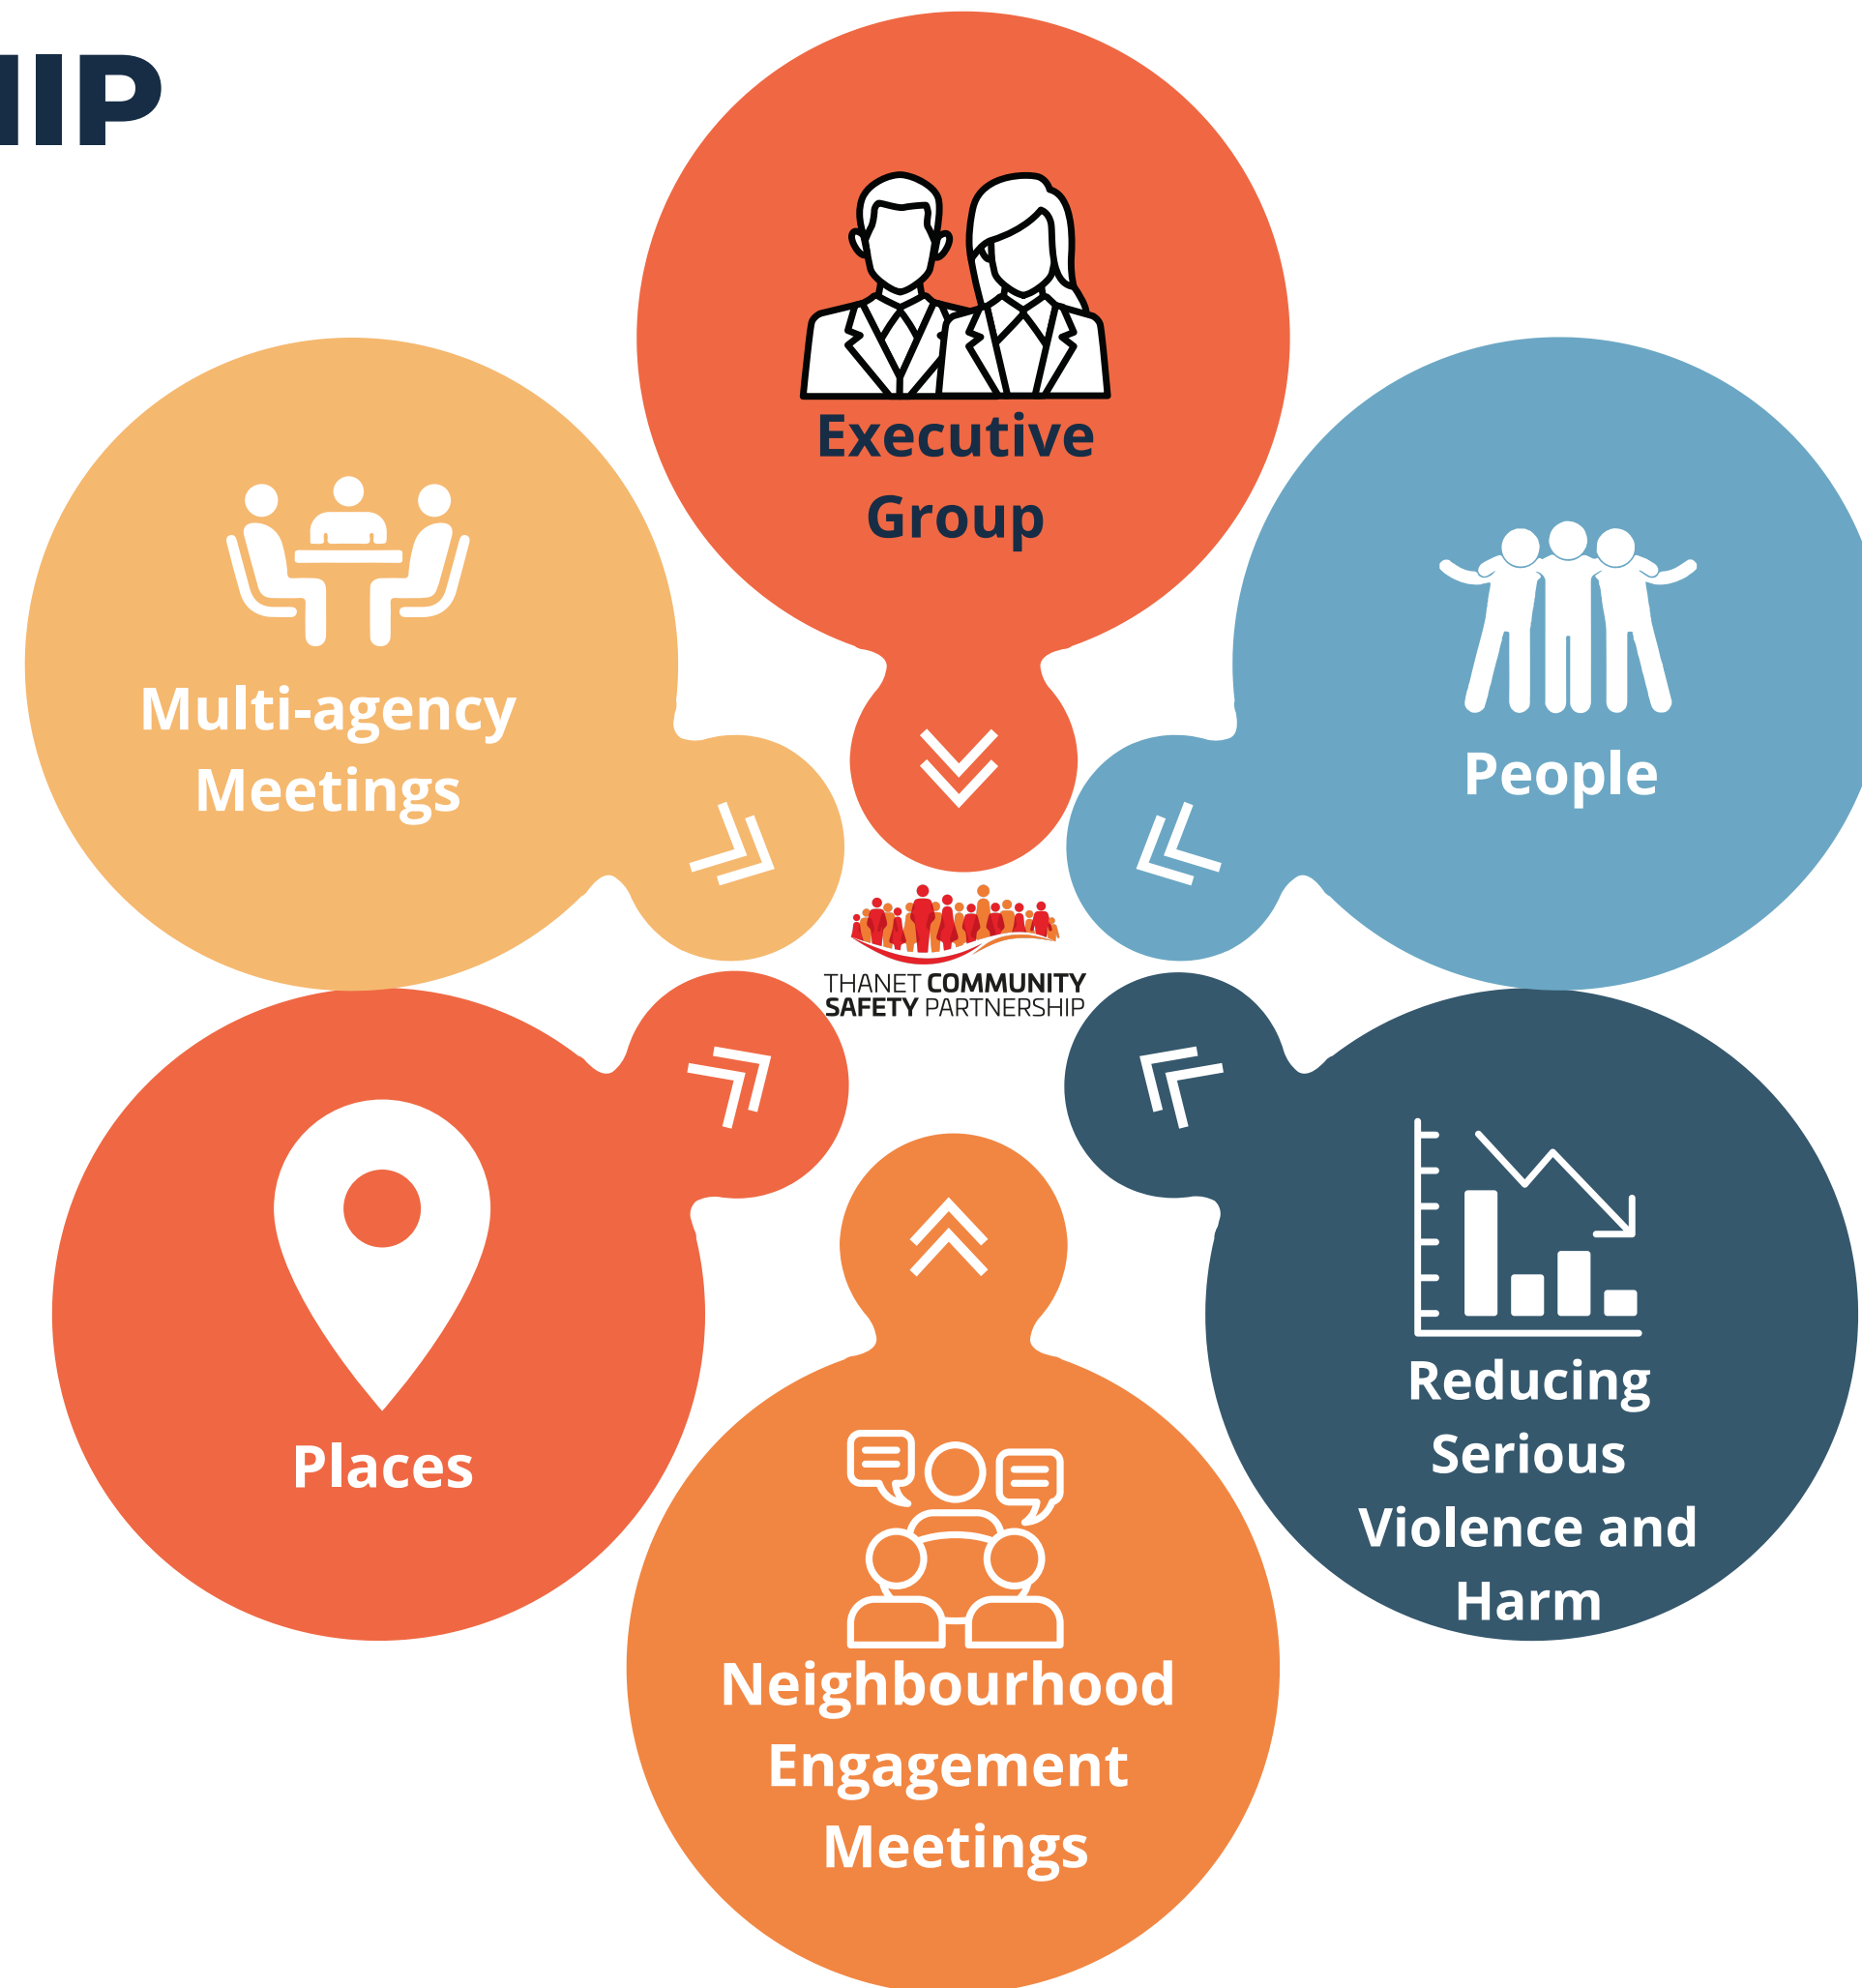 IIP
Executive
Group
Multi-agency
Meetings
People
THANET COMMUNITY
SAFETY PARTNERSHIP
Places
Reducing
Serious
Violence and
Harm
Neighbourhood
Engagement
Meetings